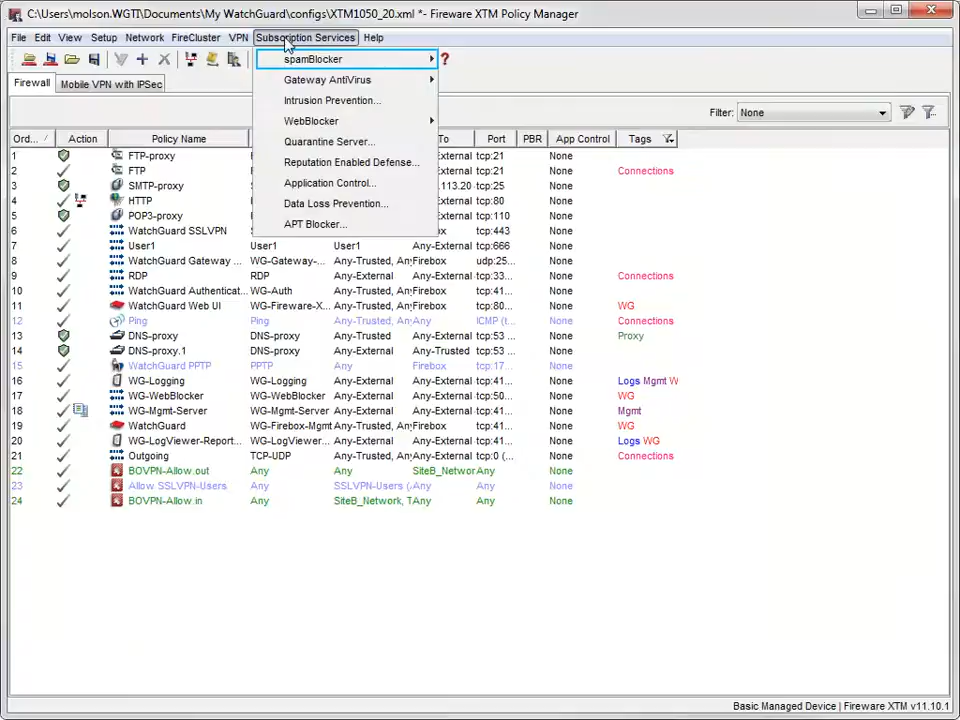 C:\Users\molson.WGTI\Documents\My WatchGuard\configs\XTM1050_20.xml *- Fireware XTM Policy Manager
File Edit View Setup Network FireCluster VPN Subscription Services Help
spamBlocker
Gateway AntiVirus
Intrusion Prevention...
WebBlocker
Quarantine Server...
Reputation Enabled Defense...
Application Control...
Data Loss Prevention...
APT Blocker...
Firewall Mobile VPN with IPSec
Filter: None
Ord... / Action Policy Name To Port PBR App Control Tags
1 FTP-proxy External tcp:21 None
2 FTP External tcp:21 None Connections
3 SMTP-proxy .113.20 tcp:25 None
4 HTTP External tcp:80 None
5 POP3-proxy External tcp:110 None
6 WatchGuard SSLVPN tcp:443 None
7 User1 User1 User1 Any-External tcp:666 None
8 WatchGuard Gateway ... WG-Gateway-... Any-Trusted, An Firebox udp:25... None
9 RDP RDP Any-External Any-External tcp:33... None Connections
10 WatchGuard Authenticat... WG-Auth Any-Trusted, An Firebox tcp:41... None
11 WatchGuard Web UI WG-Fireware-X... Any-Trusted, An Firebox tcp:80... None WG
12 Ping Ping Any-Trusted, An Any ICMP (t... None Connections
13 DNS-proxy DNS-proxy Any-Trusted Any-External tcp:53 ... None Proxy
14 DNS-proxy.1 DNS-proxy Any-External Any-Trusted tcp:53 ... None
15 WatchGuard PPTP PPTP Any Firebox tcp:17... None
16 WG-Logging WG-Logging Any-External Any-External tcp:41... None Logs Mgmt W
17 WG-WebBlocker WG-WebBlocker Any-External Any-External tcp:50... None WG
18 WG-Mgmt-Server WG-Mgmt-Server Any-External Any-External tcp:41... None Mgmt
19 WatchGuard WG-Firebox-Mgmt Any-Trusted, An Firebox tcp:41... None WG
20 WG-LogViewer-Report... WG-LogViewer... Any-External Any-External tcp:41... None Logs WG
21 Outgoing TCP-UDP Any-Trusted, An Any-External tcp:0 (... None Connections
22 BOVPN-Allow.out Any Any SiteB_Networ Any None
23 Allow SSLVPN-Users Any SSLVPN-Users (. Any Any None
24 BOVPN-Allow.in Any SiteB_Network, T Any Any None
Basic Managed Device | Fireware XTM v11.10.1